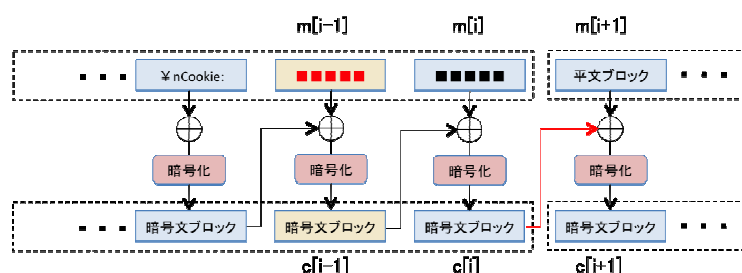 m[i-1] m[i] m[i+1]
・・・ ¥nCookie: ■■■■■ ■■■■■ 平文ブロック ・・・
暗号化 暗号化 暗号化 暗号化
・・・ 暗号文ブロック 暗号文ブロック 暗号文ブロック 暗号文ブロック ・・・
c[i-1] c[i] c[i+1]